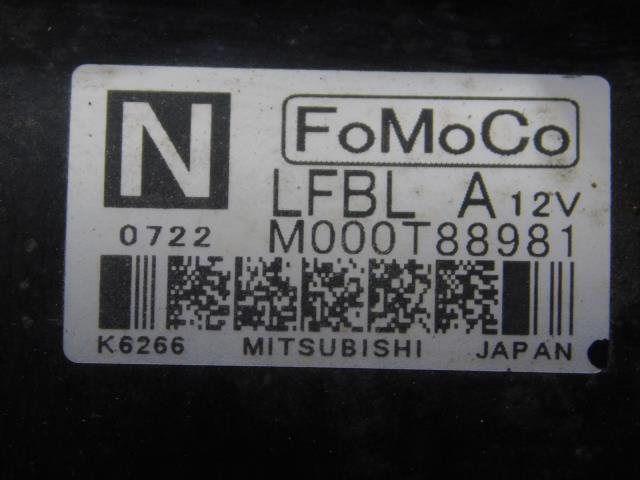 N
FoMoCo
LFBL A 12V
0722 M000T88981
K6266 MITSUBISHI JAPAN